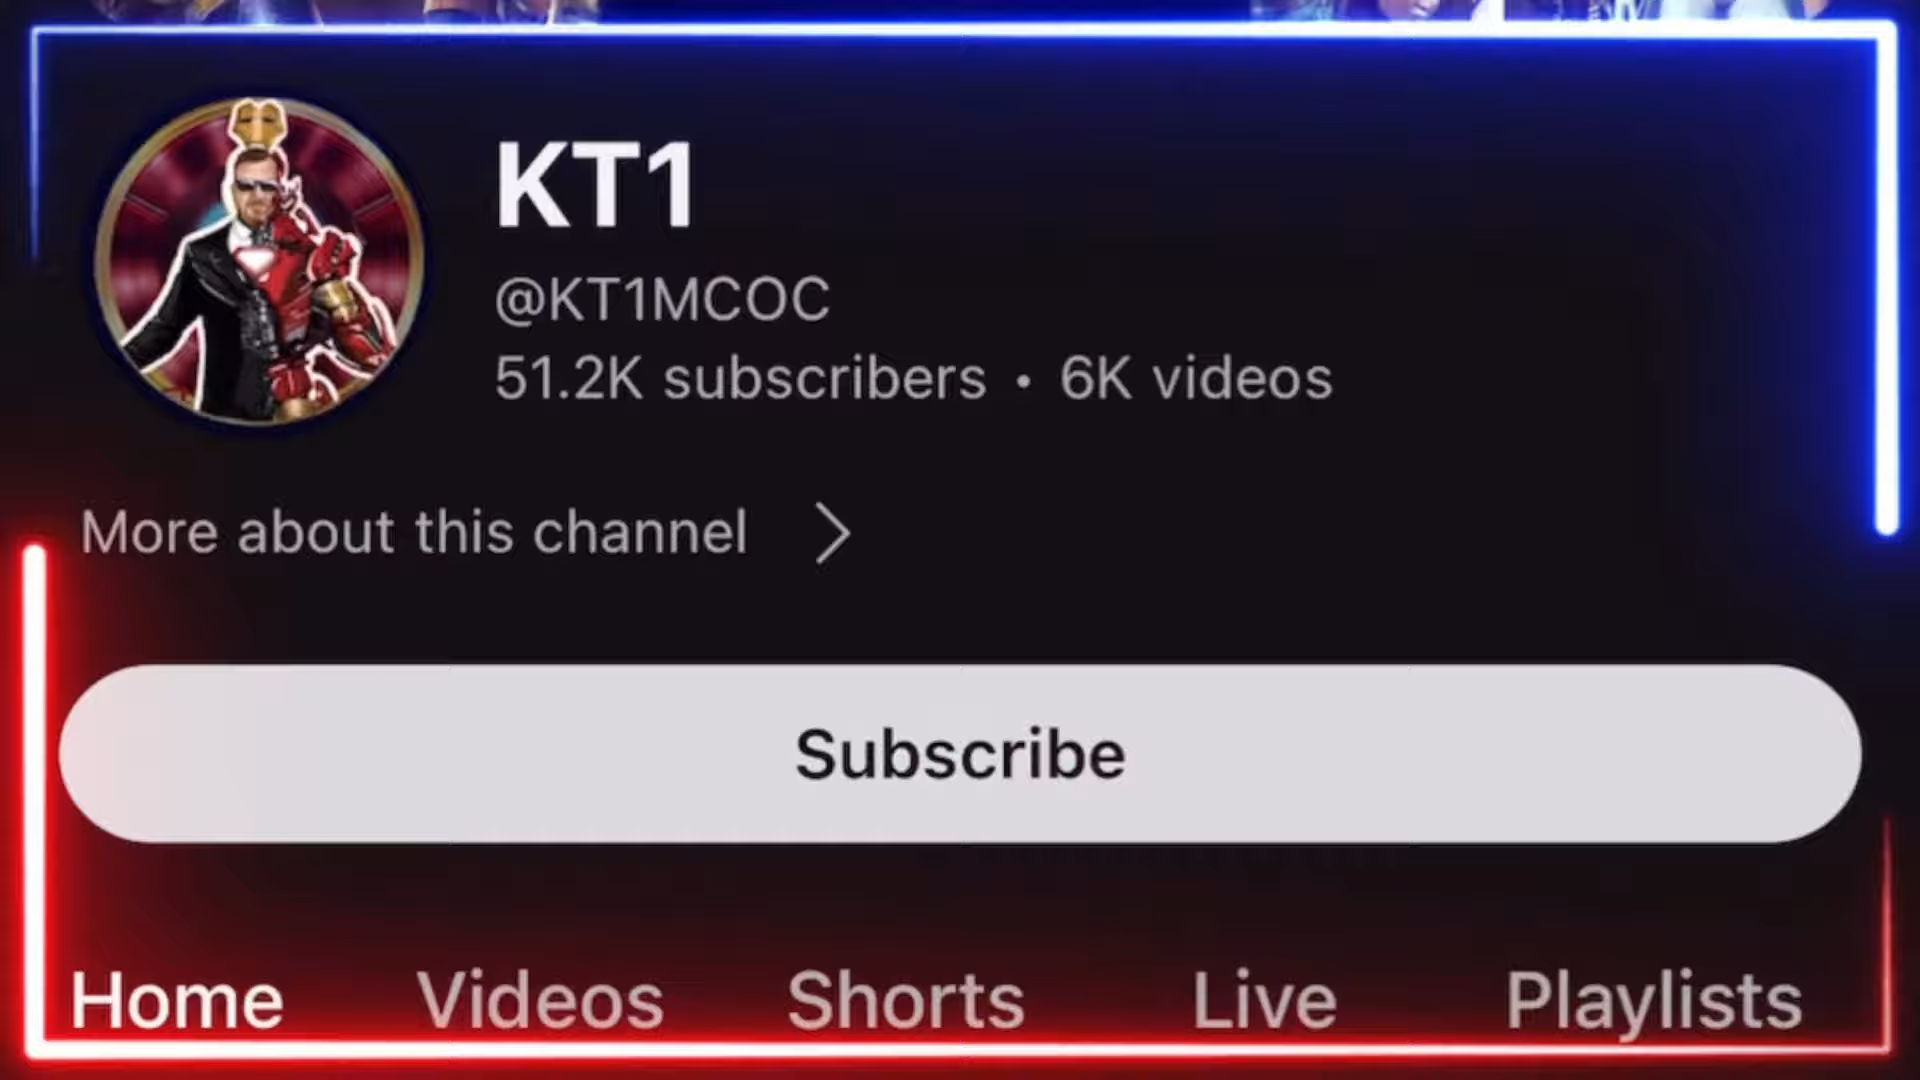 KT1
@KT1MCOC
51.2K subscribers • 6K videos
More about this channel
Subscribe
Home Videos Shorts Live Playlists